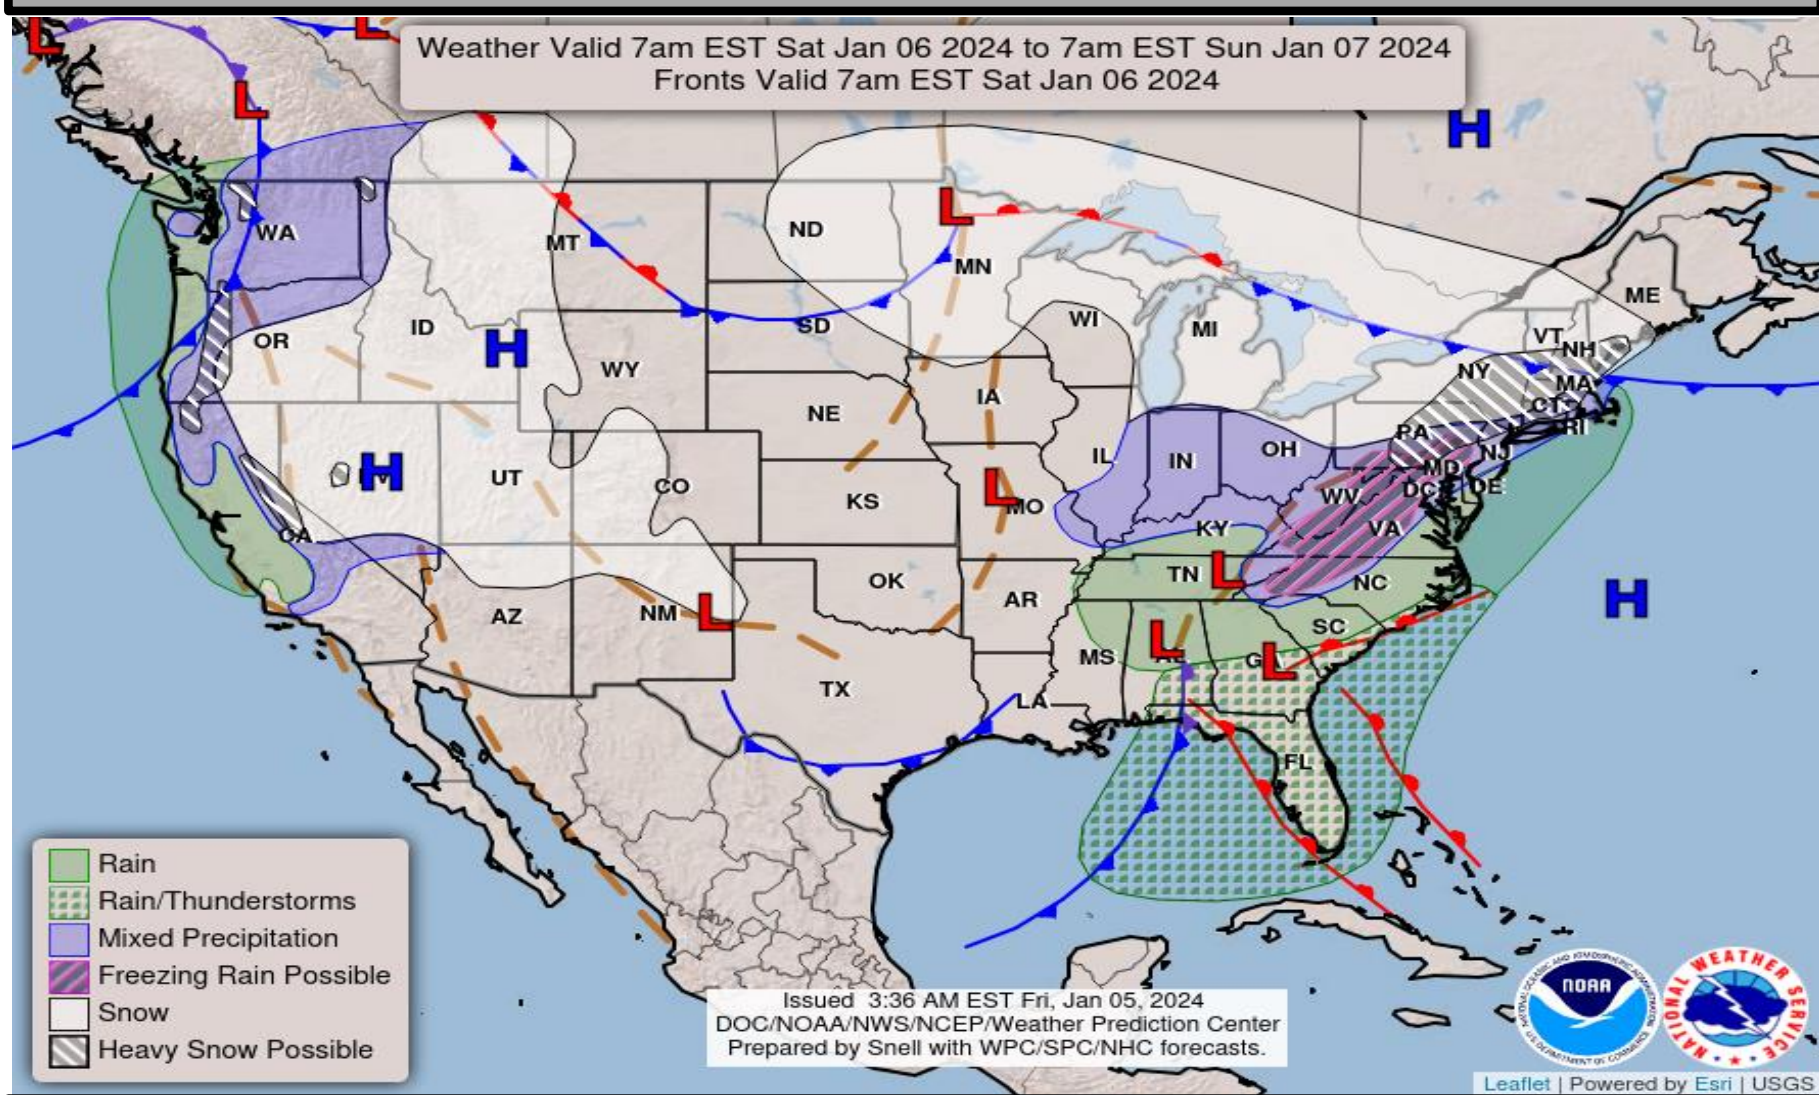 Weather Valid 7am EST Sat Jan 06 2024 to 7am EST Sun Jan 07 2024
Fronts Valid 7am EST Sat Jan 06 2024
L
L
L
H
L
WA
MT
ND
MN
ME
OR
ID
H
WY
SD
WI
MI
VT
NH
NY
MA
CT
RI
NE
IA
IL
IN
OH
PA
NJ
MD
DE
DC
WV
VA
H
UT
CO
KS
L
MO
KY
CA
L
TN
NC
OK
AR
H
AZ
NM
L
SC
L
L
MS
TX
LA
FL
Rain
Rain/Thunderstorms
Mixed Precipitation
Freezing Rain Possible
Snow
Heavy Snow Possible
Issued 3:36 AM EST Fri, Jan 05, 2024
DOC/NOAA/NWS/NCEP/Weather Prediction Center
Prepared by Snell with WPC/SPC/NHC forecasts.
NOAA
NATIONAL WEATHER SERVICE
Leaflet | Powered by Esri | USGS